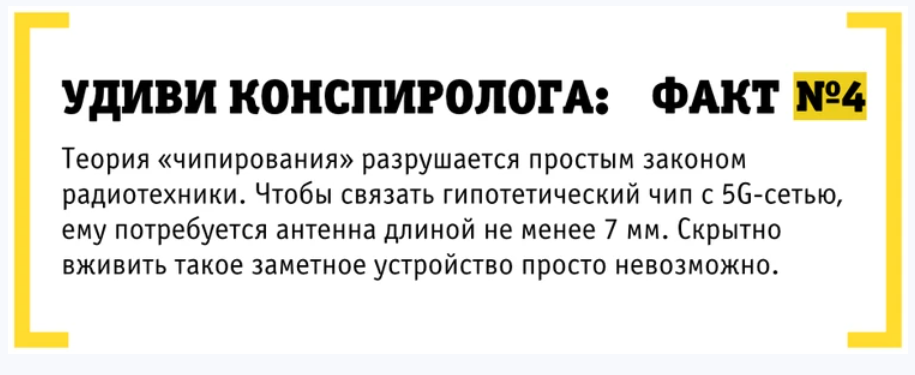 УДИВИ КОНСПИРОЛОГА: ФАКТ №4
Теория «чипирования» разрушается простым законом
радиотехники. Чтобы связать гипотетический чип с 5G-сетью,
ему потребуется антенна длиной не менее 7 мм. Скрытно
вживить такое заметное устройство просто невозможно.